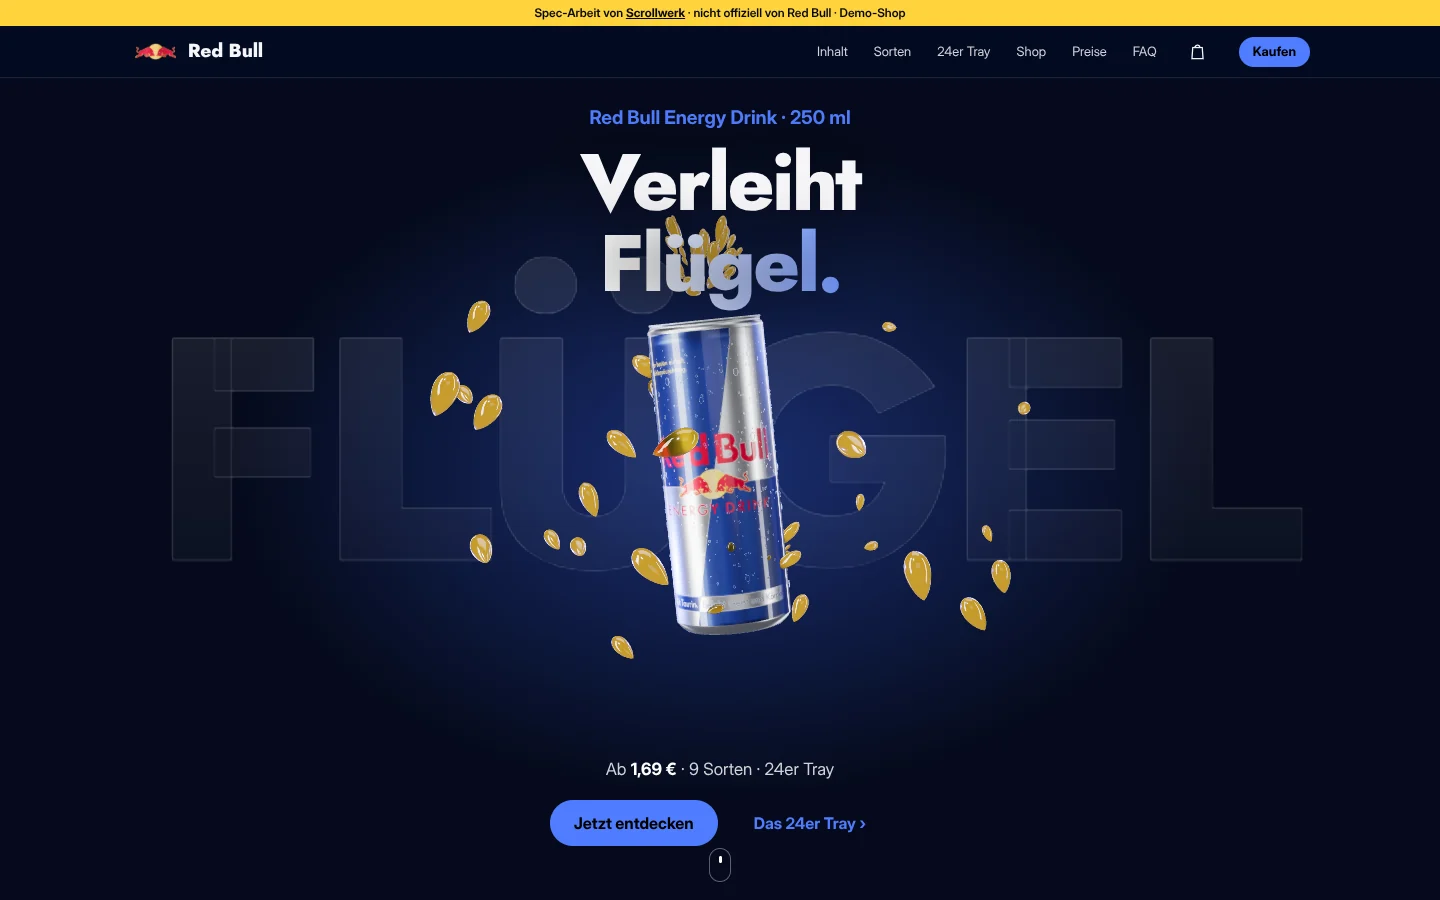 Spec-Arbeit von Scrollwerk · nicht offiziell von Red Bull · Demo-Shop
Red Bull
Inhalt
Sorten
24er Tray
Shop
Preise
FAQ
Kaufen
Red Bull Energy Drink · 250 ml
Verleiht
Flügel.
FLÜGEL
Red Bull
ENERGY DRINK
Taurin.
Ab 1,69 € · 9 Sorten · 24er Tray
Jetzt entdecken
Das 24er Tray ›